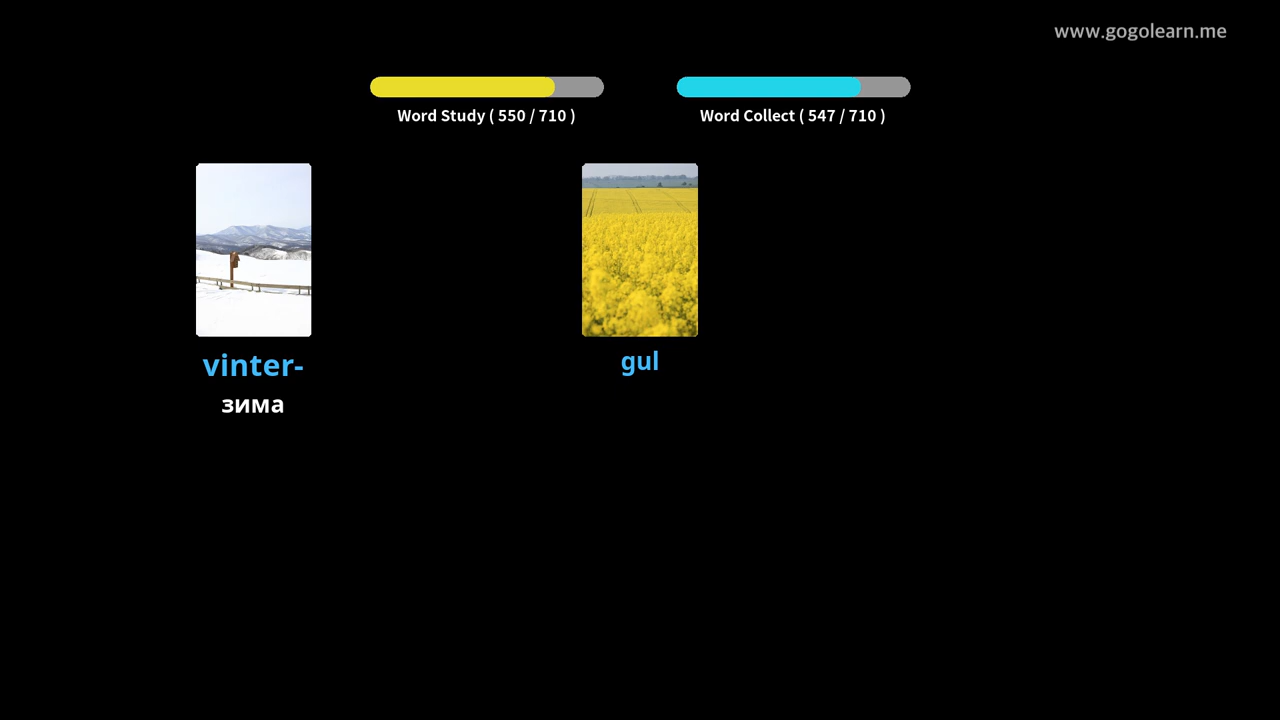 www.gogolearn.me
Word Study ( 550 / 710 )
Word Collect ( 547 / 710 )
vinter-
зима
gul